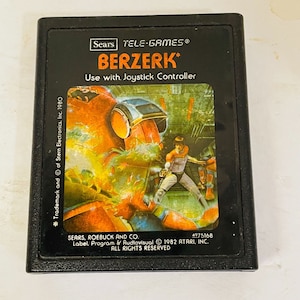 Sears TELE-GAMES®
BERZERK*
Use with Joystick Controller
* Trademark and © of Stern Electronics, Inc. 1980
SEARS, ROEBUCK AND CO. 4975168
Label, Program & Audiovisual © 1982 ATARI, INC.
ALL RIGHTS RESERVED